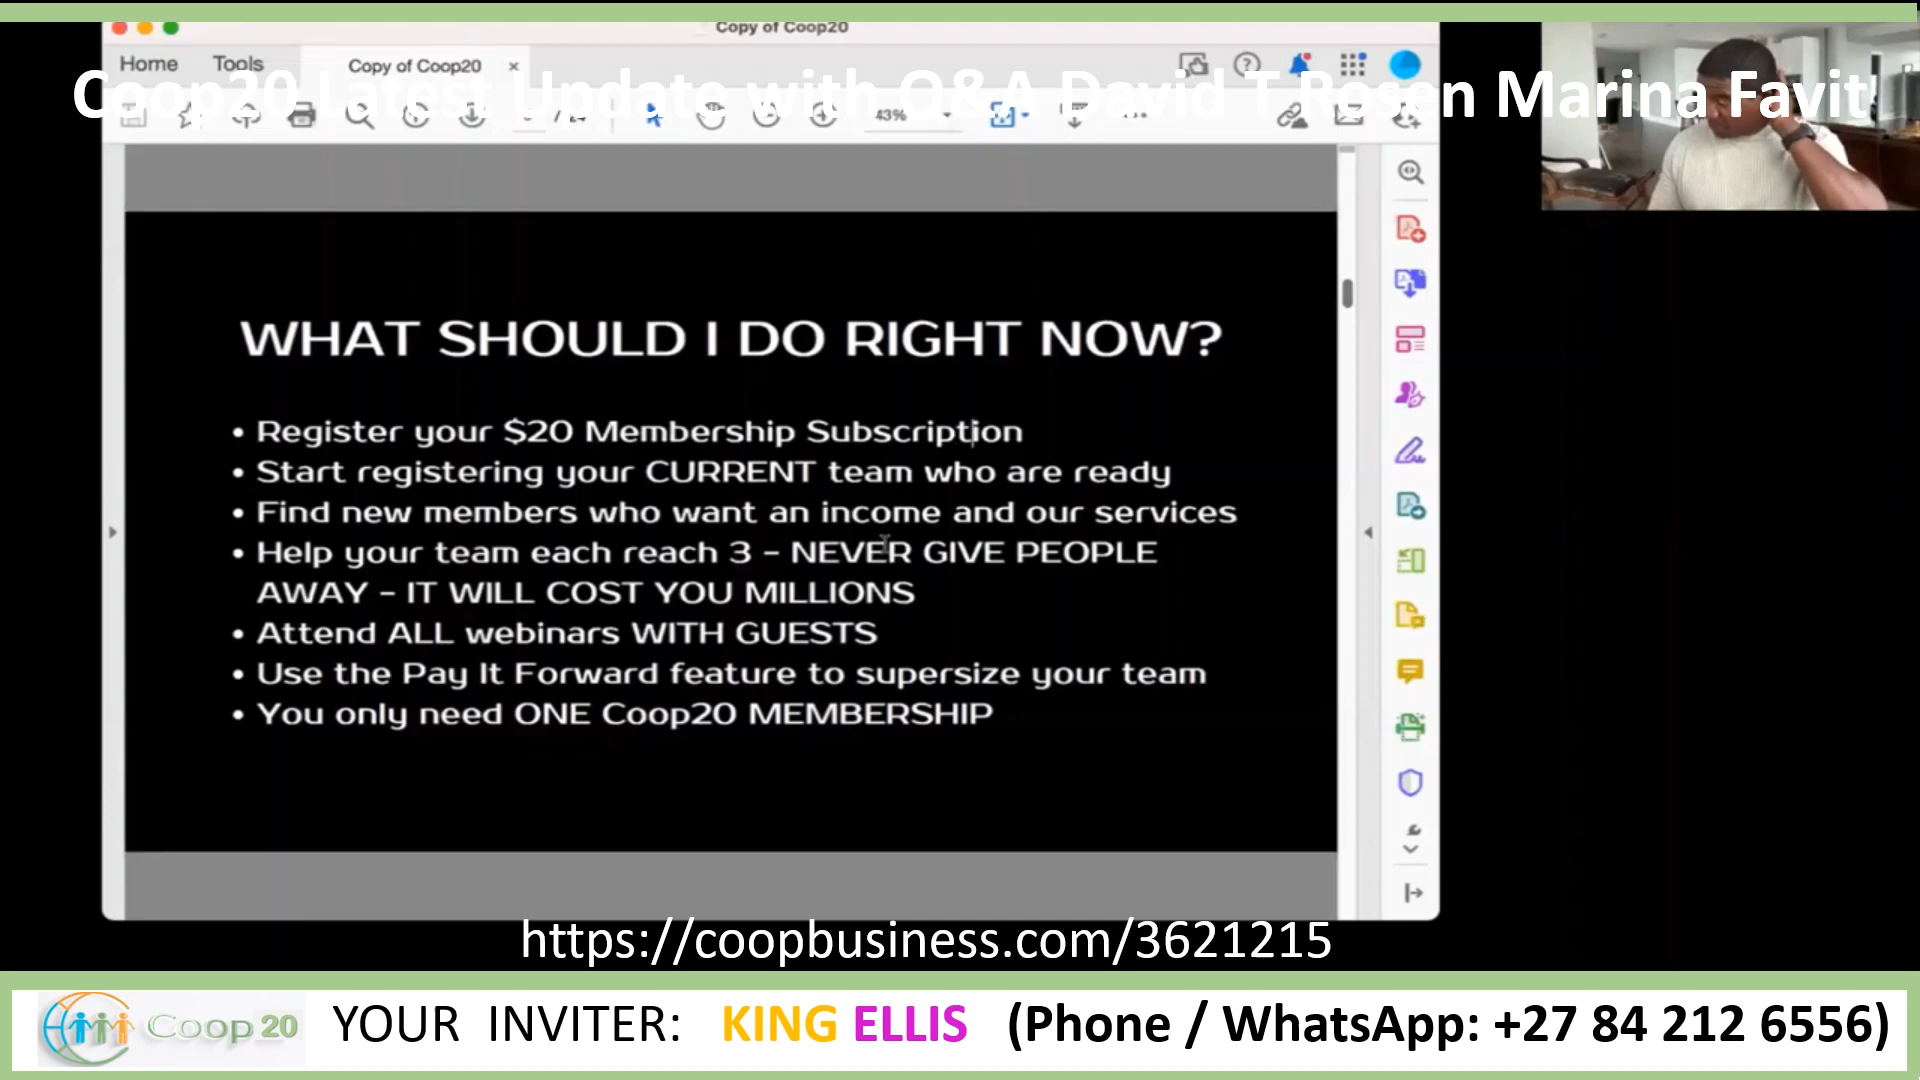 Copy of Coop20
Home Tools Copy of Coop20 ×
Coop20 Latest Update with Q&A David T Rosen Marina Favit
43%
WHAT SHOULD I DO RIGHT NOW?
• Register your $20 Membership Subscription
• Start registering your CURRENT team who are ready
• Find new members who want an income and our services
• Help your team each reach 3 - NEVER GIVE PEOPLE
AWAY - IT WILL COST YOU MILLIONS
• Attend ALL webinars WITH GUESTS
• Use the Pay It Forward feature to supersize your team
• You only need ONE Coop20 MEMBERSHIP
https://coopbusiness.com/3621215
Coop 20 YOUR INVITER: KING ELLIS (Phone / WhatsApp: +27 84 212 6556)